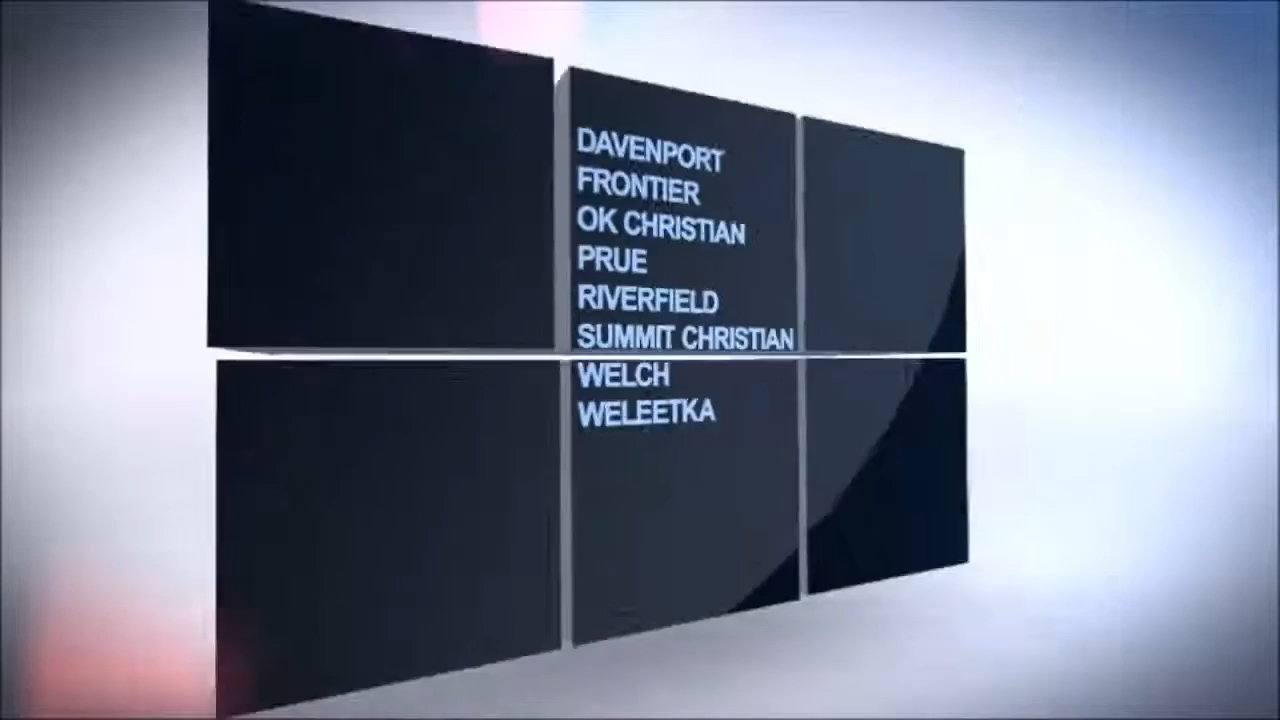 DAVENPORT
FRONTIER
OK CHRISTIAN
PRUE
RIVERFIELD
SUMMIT CHRISTIAN
WELCH
WELEETKA